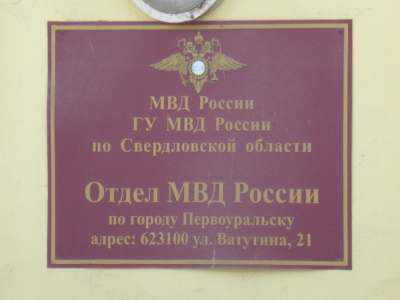 МВД России
ГУ МВД России
по Свердловской области
Отдел МВД России
по городу Первоуральску
адрес: 623100 ул. Ватутина, 21